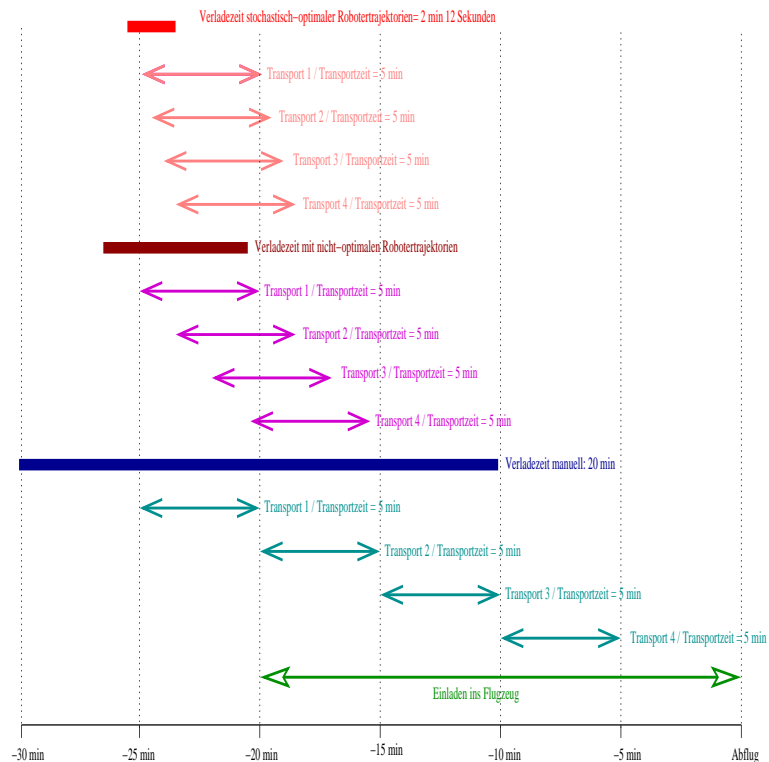 Verladezeit stochastisch–optimaler Robotertrajektorien= 2 min 12 Sekunden
Transport 1 / Transportzeit = 5 min
Transport 2 / Transportzeit = 5 min
Transport 3 / Transportzeit = 5 min
Transport 4 / Transportzeit = 5 min
Verladezeit mit nicht–optimalen Robotertrajektorien
Transport 1 / Transportzeit = 5 min
Transport 2 / Transportzeit = 5 min
Transport 3 / Transportzeit = 5 min
Transport 4 / Transportzeit = 5 min
Verladezeit manuell: 20 min
Transport 1 / Transportzeit = 5 min
Transport 2 / Transportzeit = 5 min
Transport 3 / Transportzeit = 5 min
Transport 4 / Transportzeit = 5 min
Einladen ins Flugzeug
–30 min –25 min –20 min –15 min –10 min –5 min Abflug